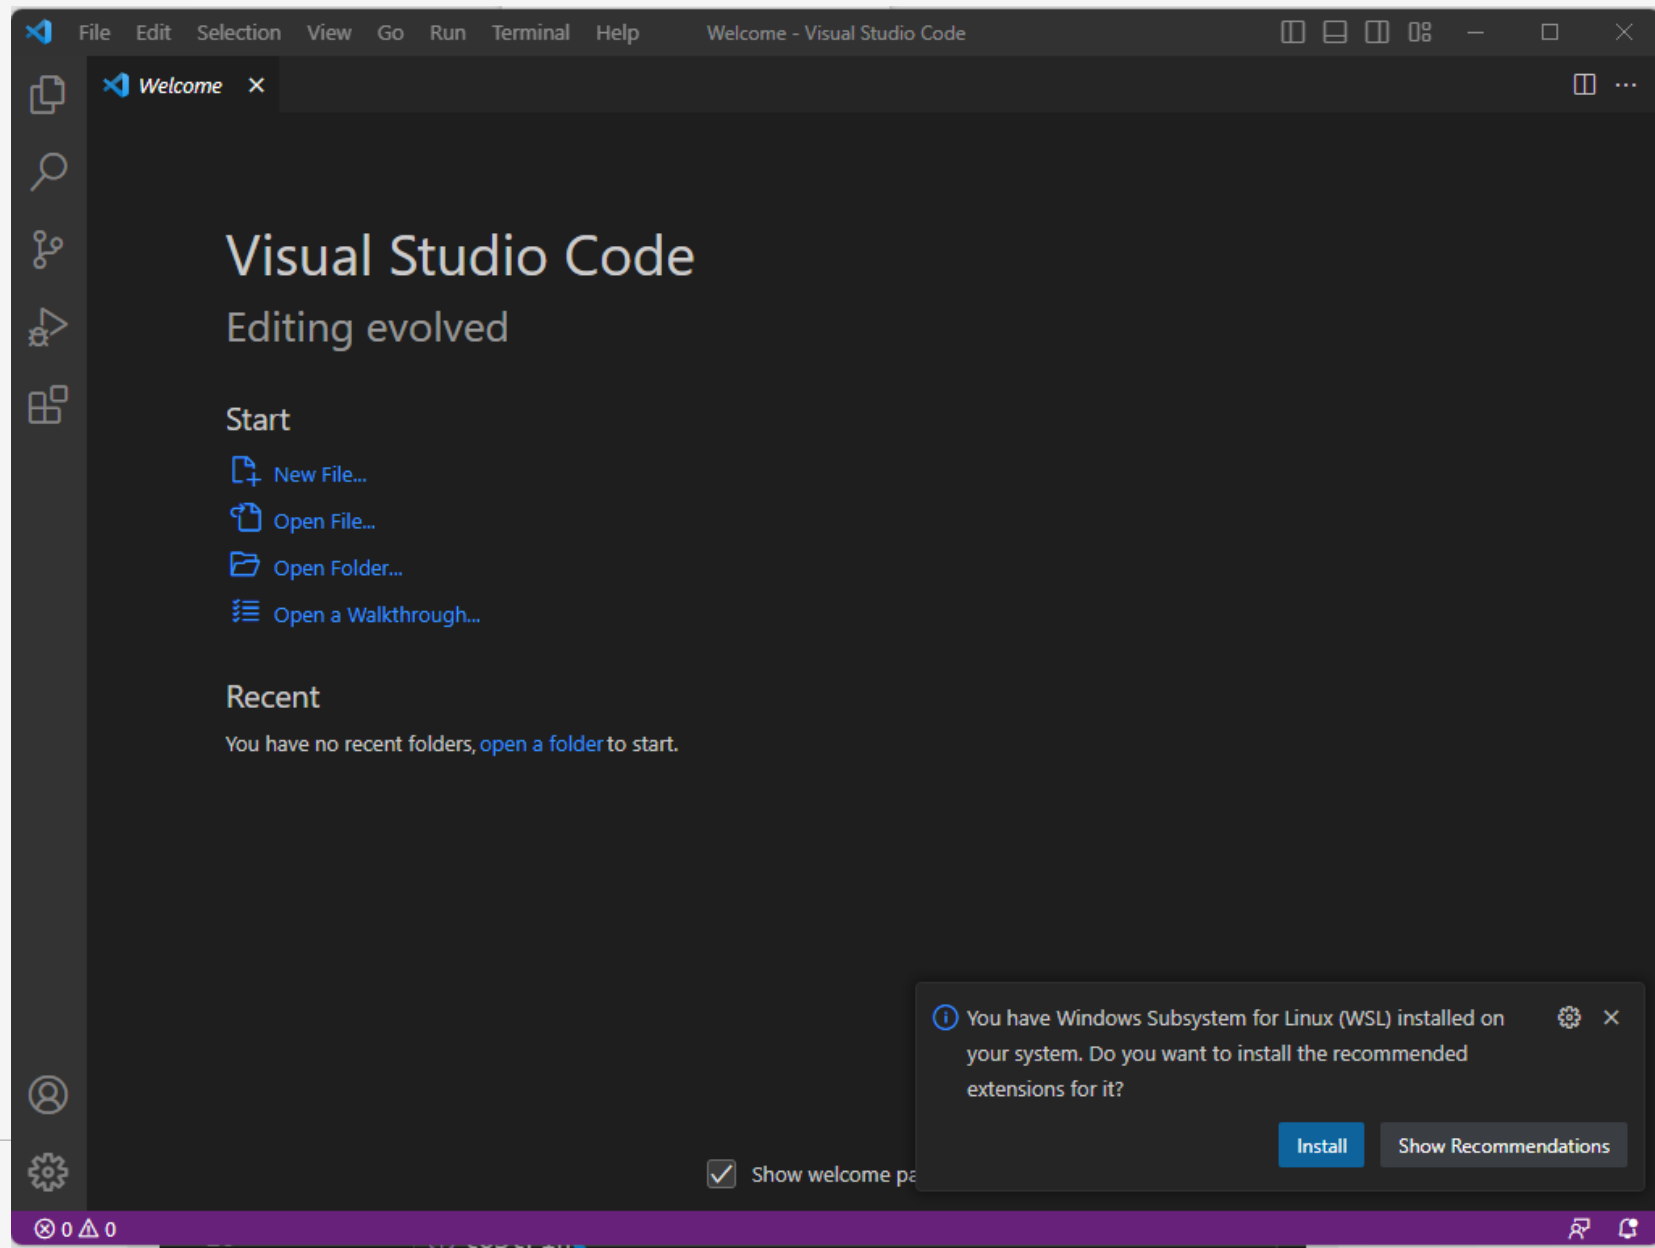 File Edit Selection View Go Run Terminal Help Welcome - Visual Studio Code
Welcome
Visual Studio Code
Editing evolved
Start
New File...
Open File...
Open Folder...
Open a Walkthrough...
Recent
You have no recent folders, open a folder to start.
You have Windows Subsystem for Linux (WSL) installed on
your system. Do you want to install the recommended
extensions for it?
Install Show Recommendations
Show welcome pa
0 0